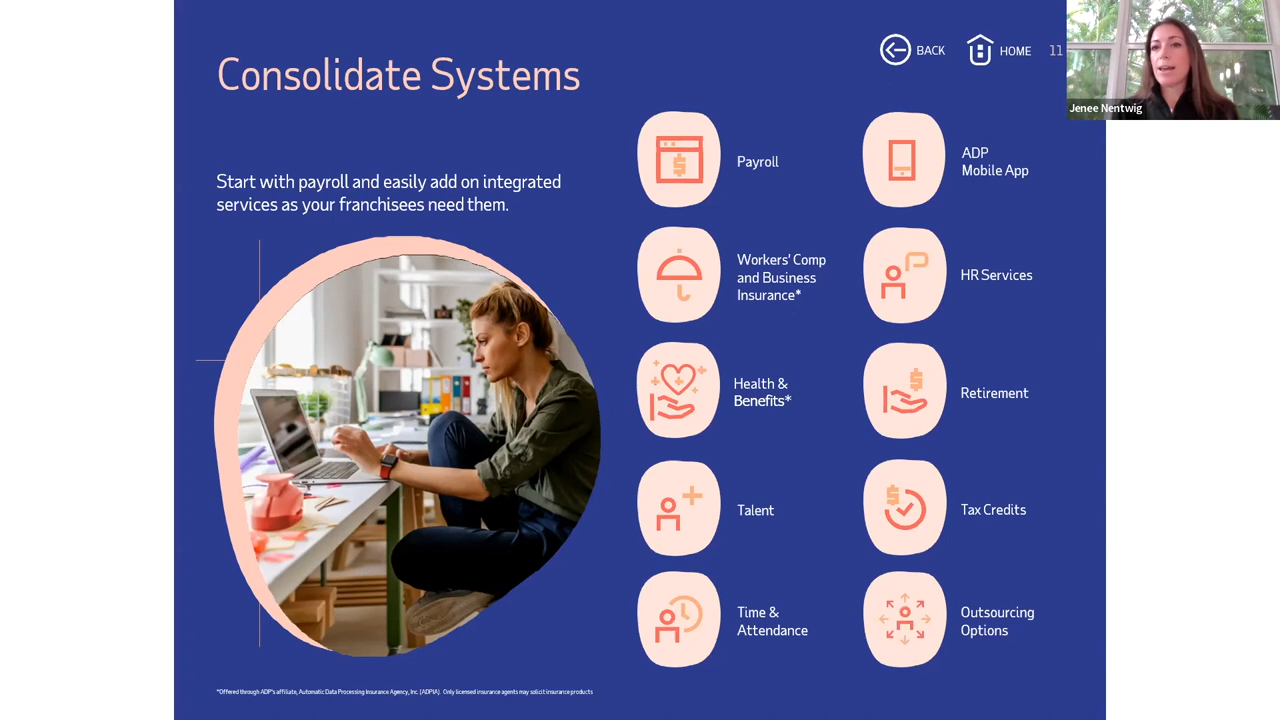 Consolidate Systems
BACK
HOME
11
Jenee Nentwig
Start with payroll and easily add on integrated
services as your franchisees need them.
Payroll
ADP
Mobile App
Workers' Comp
and Business
Insurance*
HR Services
Health &
Benefits*
Retirement
Talent
Tax Credits
Time &
Attendance
Outsourcing
Options
*Offered through ADP's affiliate, Automatic Data Processing Insurance Agency, Inc. (ADPIA). Only licensed insurance agents may solicit insurance products